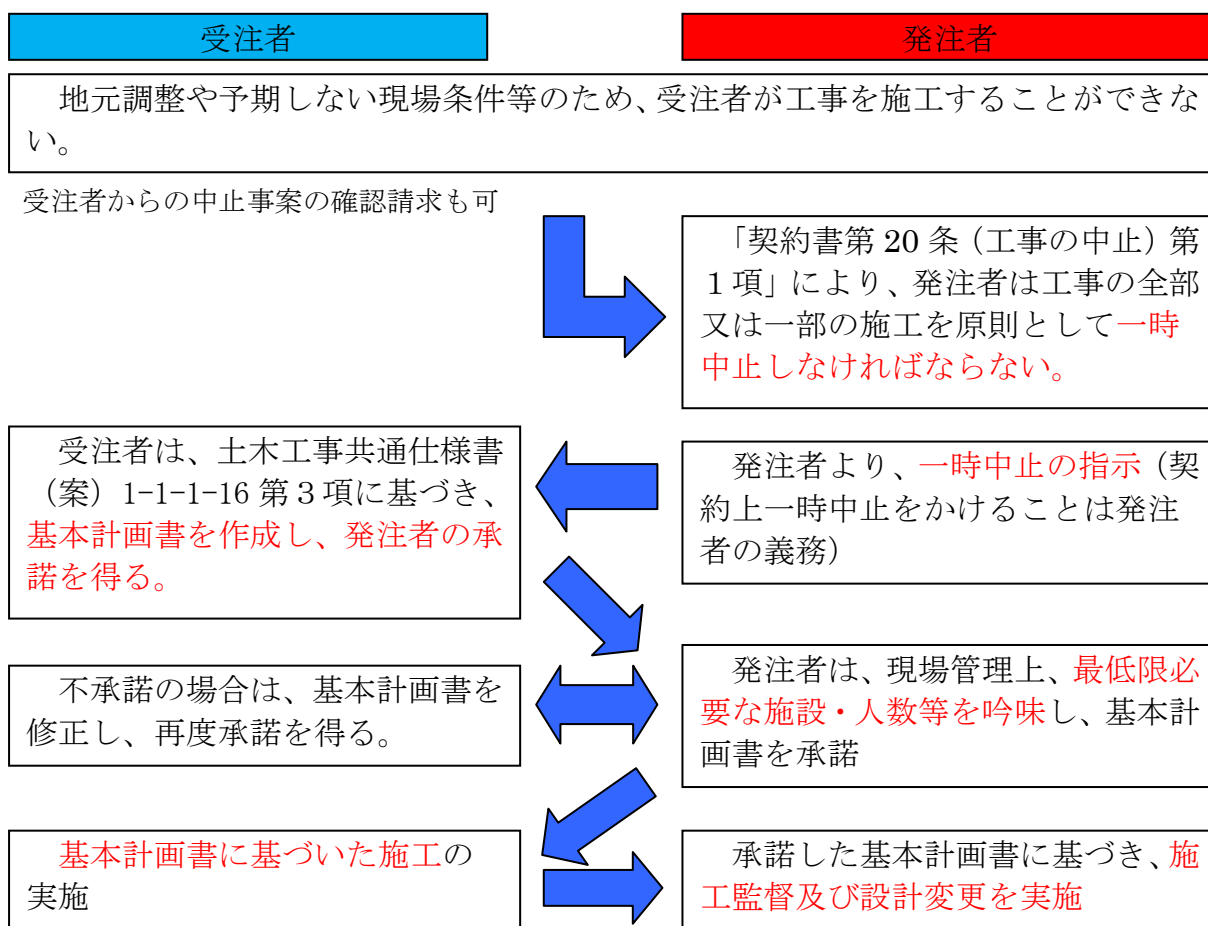 受注者
発注者
地元調整や予期しない現場条件等のため、受注者が工事を施工することができな
い。
受注者からの中止事案の確認請求も可
「契約書第 20 条（工事の中止）第
１項」により、発注者は工事の全部
又は一部の施工を原則として一時
中止しなければならない。
受注者は、土木工事共通仕様書
（案）1-1-1-16 第３項に基づき、
基本計画書を作成し、発注者の承
諾を得る。
発注者より、一時中止の指示（契
約上一時中止をかけることは発注
者の義務）
不承諾の場合は、基本計画書を
修正し、再度承諾を得る。
発注者は、現場管理上、最低限必
要な施設・人数等を吟味し、基本計
画書を承諾
基本計画書に基づいた施工の
実施
承諾した基本計画書に基づき、施
工監督及び設計変更を実施